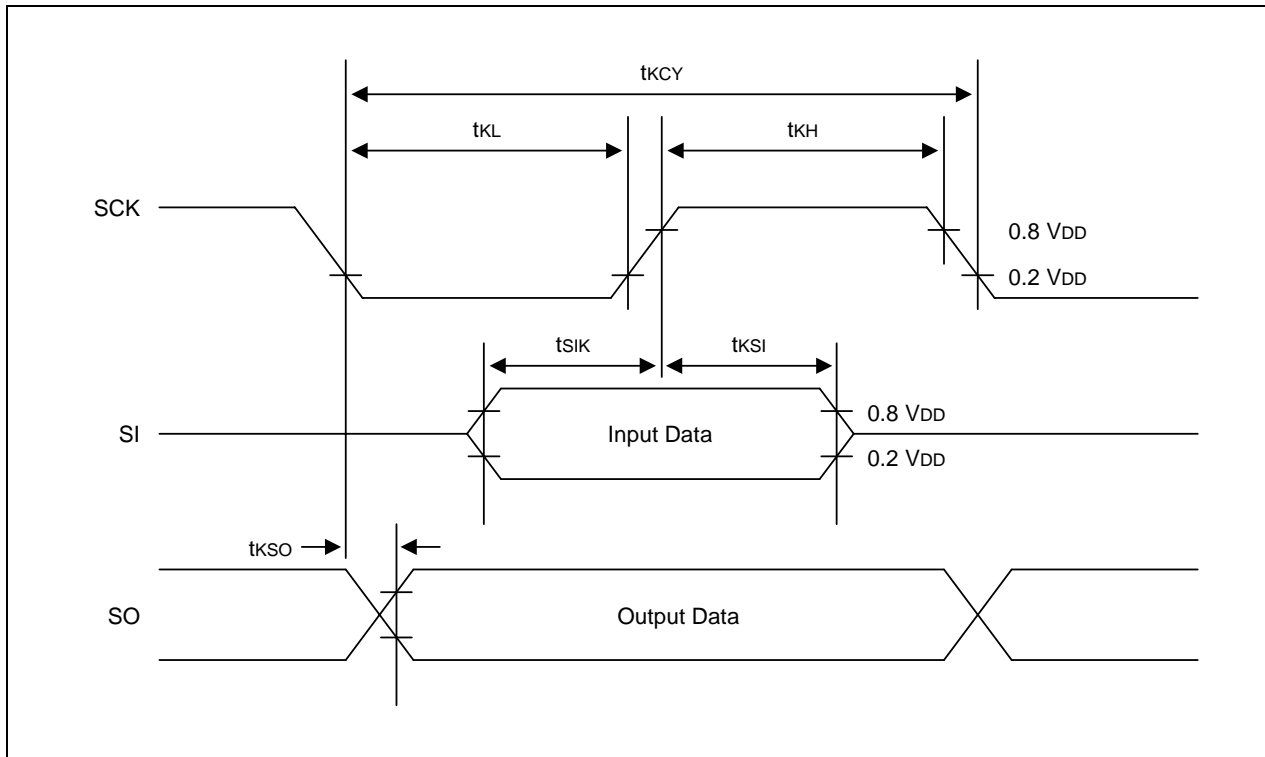 tKCY
tKL
tKH
SCK
0.8 VDD
0.2 VDD
tSIK
tKSI
SI
Input Data
0.8 VDD
0.2 VDD
tKSO
SO
Output Data